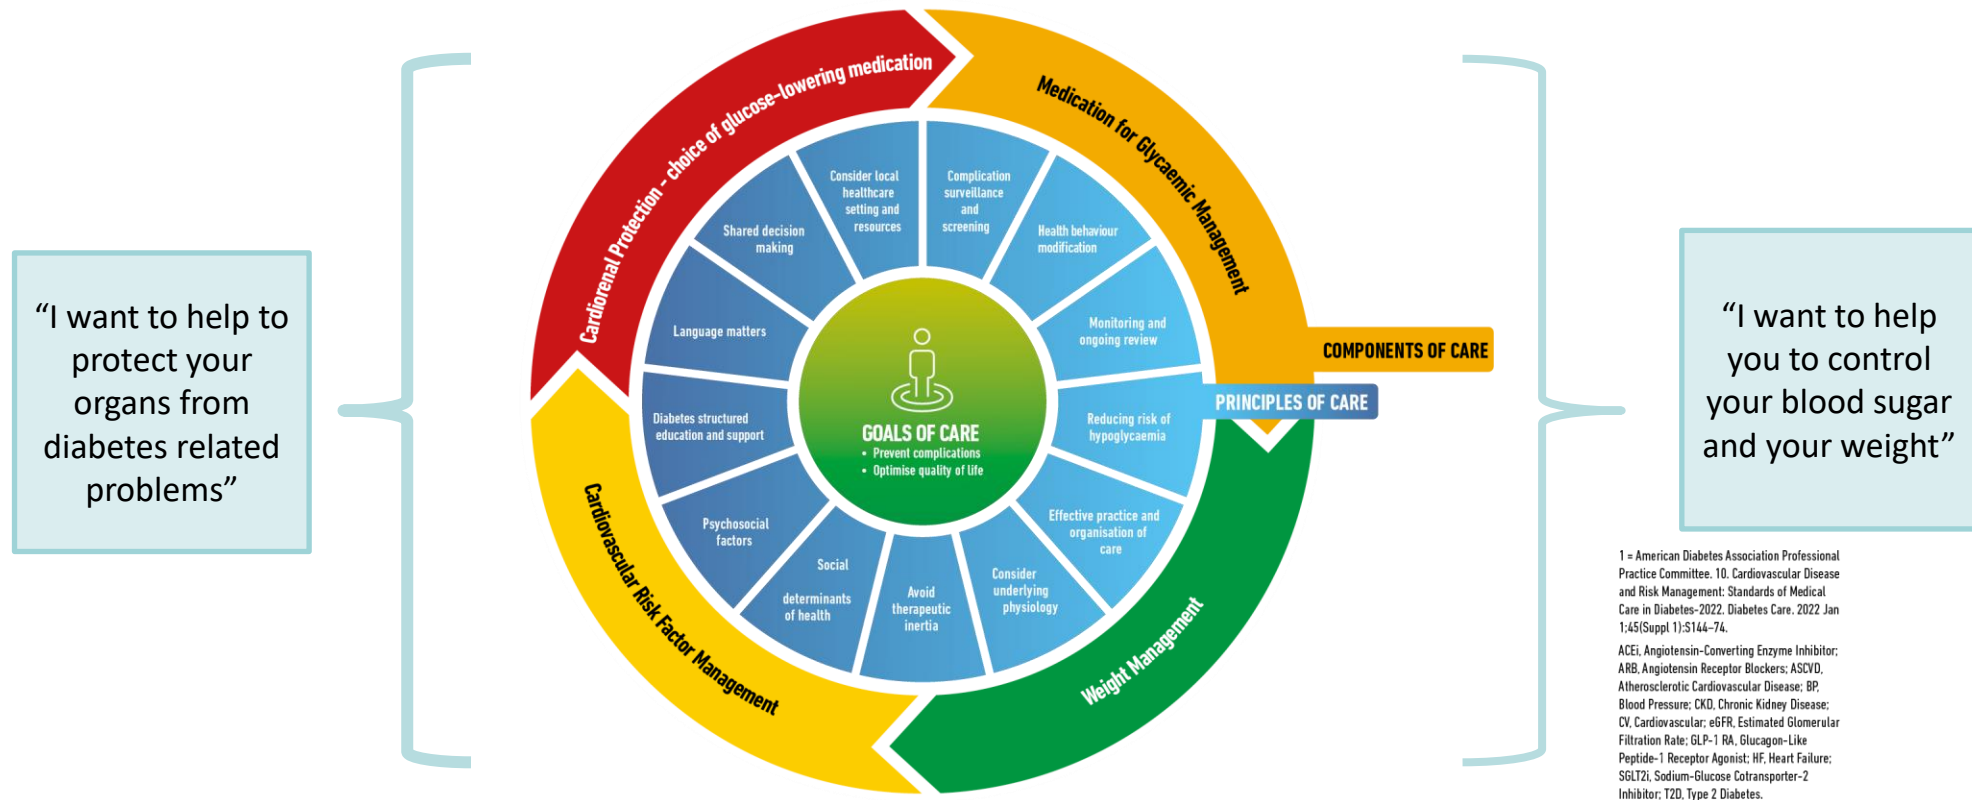 “I want to help to
protect your
organs from
diabetes related
problems”
Cardiorenal Protection - choice of glucose-lowering medication
Medication for Glycaemic Management
Weight Management
Cardiovascular Risk Factor Management
COMPONENTS OF CARE
PRINCIPLES OF CARE
Complication
surveillance
and
screening
Health behaviour
modification
Monitoring and
ongoing review
Reducing risk of
hypoglycaemia
Effective practice and
organisation of
care
Consider
underlying
physiology
Avoid
therapeutic
inertia
Social
determinants
of health
Psychosocial
factors
Diabetes structured
education and support
Language matters
Shared decision
making
Consider local
healthcare
setting and
resources
GOALS OF CARE
• Prevent complications
• Optimise quality of life
“I want to help
you to control
your blood sugar
and your weight”
1 = American Diabetes Association Professional
Practice Committee. 10. Cardiovascular Disease
and Risk Management: Standards of Medical
Care in Diabetes-2022. Diabetes Care. 2022 Jan
1;45(Suppl 1):S144–74.
ACEi, Angiotensin-Converting Enzyme Inhibitor;
ARB, Angiotensin Receptor Blockers; ASCVD,
Atherosclerotic Cardiovascular Disease; BP,
Blood Pressure; CKD, Chronic Kidney Disease;
CV, Cardiovascular; eGFR, Estimated Glomerular
Filtration Rate; GLP-1 RA, Glucagon-Like
Peptide-1 Receptor Agonist; HF, Heart Failure;
SGLT2i, Sodium-Glucose Cotransporter-2
Inhibitor; T2D, Type 2 Diabetes.